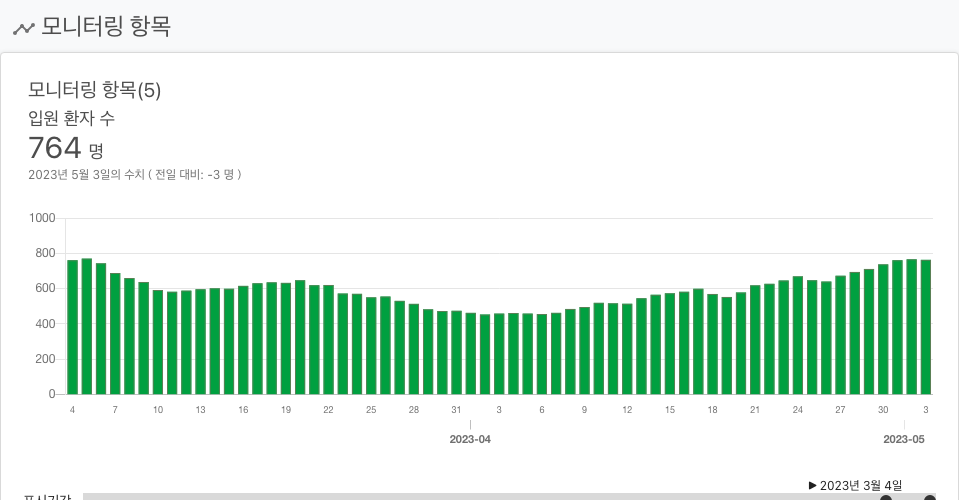 모니터링 항목
모니터링 항목(5)
입원 환자 수
764 명
2023년 5월 3일의 수치 ( 전일 대비: -3 명 )
1000
800
600
400
200
0
4 7 10 13 16 19 22 25 28 31 3 6 9 12 15 18 21 24 27 30 3
2023-04 2023-05
▶ 2023년 3월 4일
표시기간